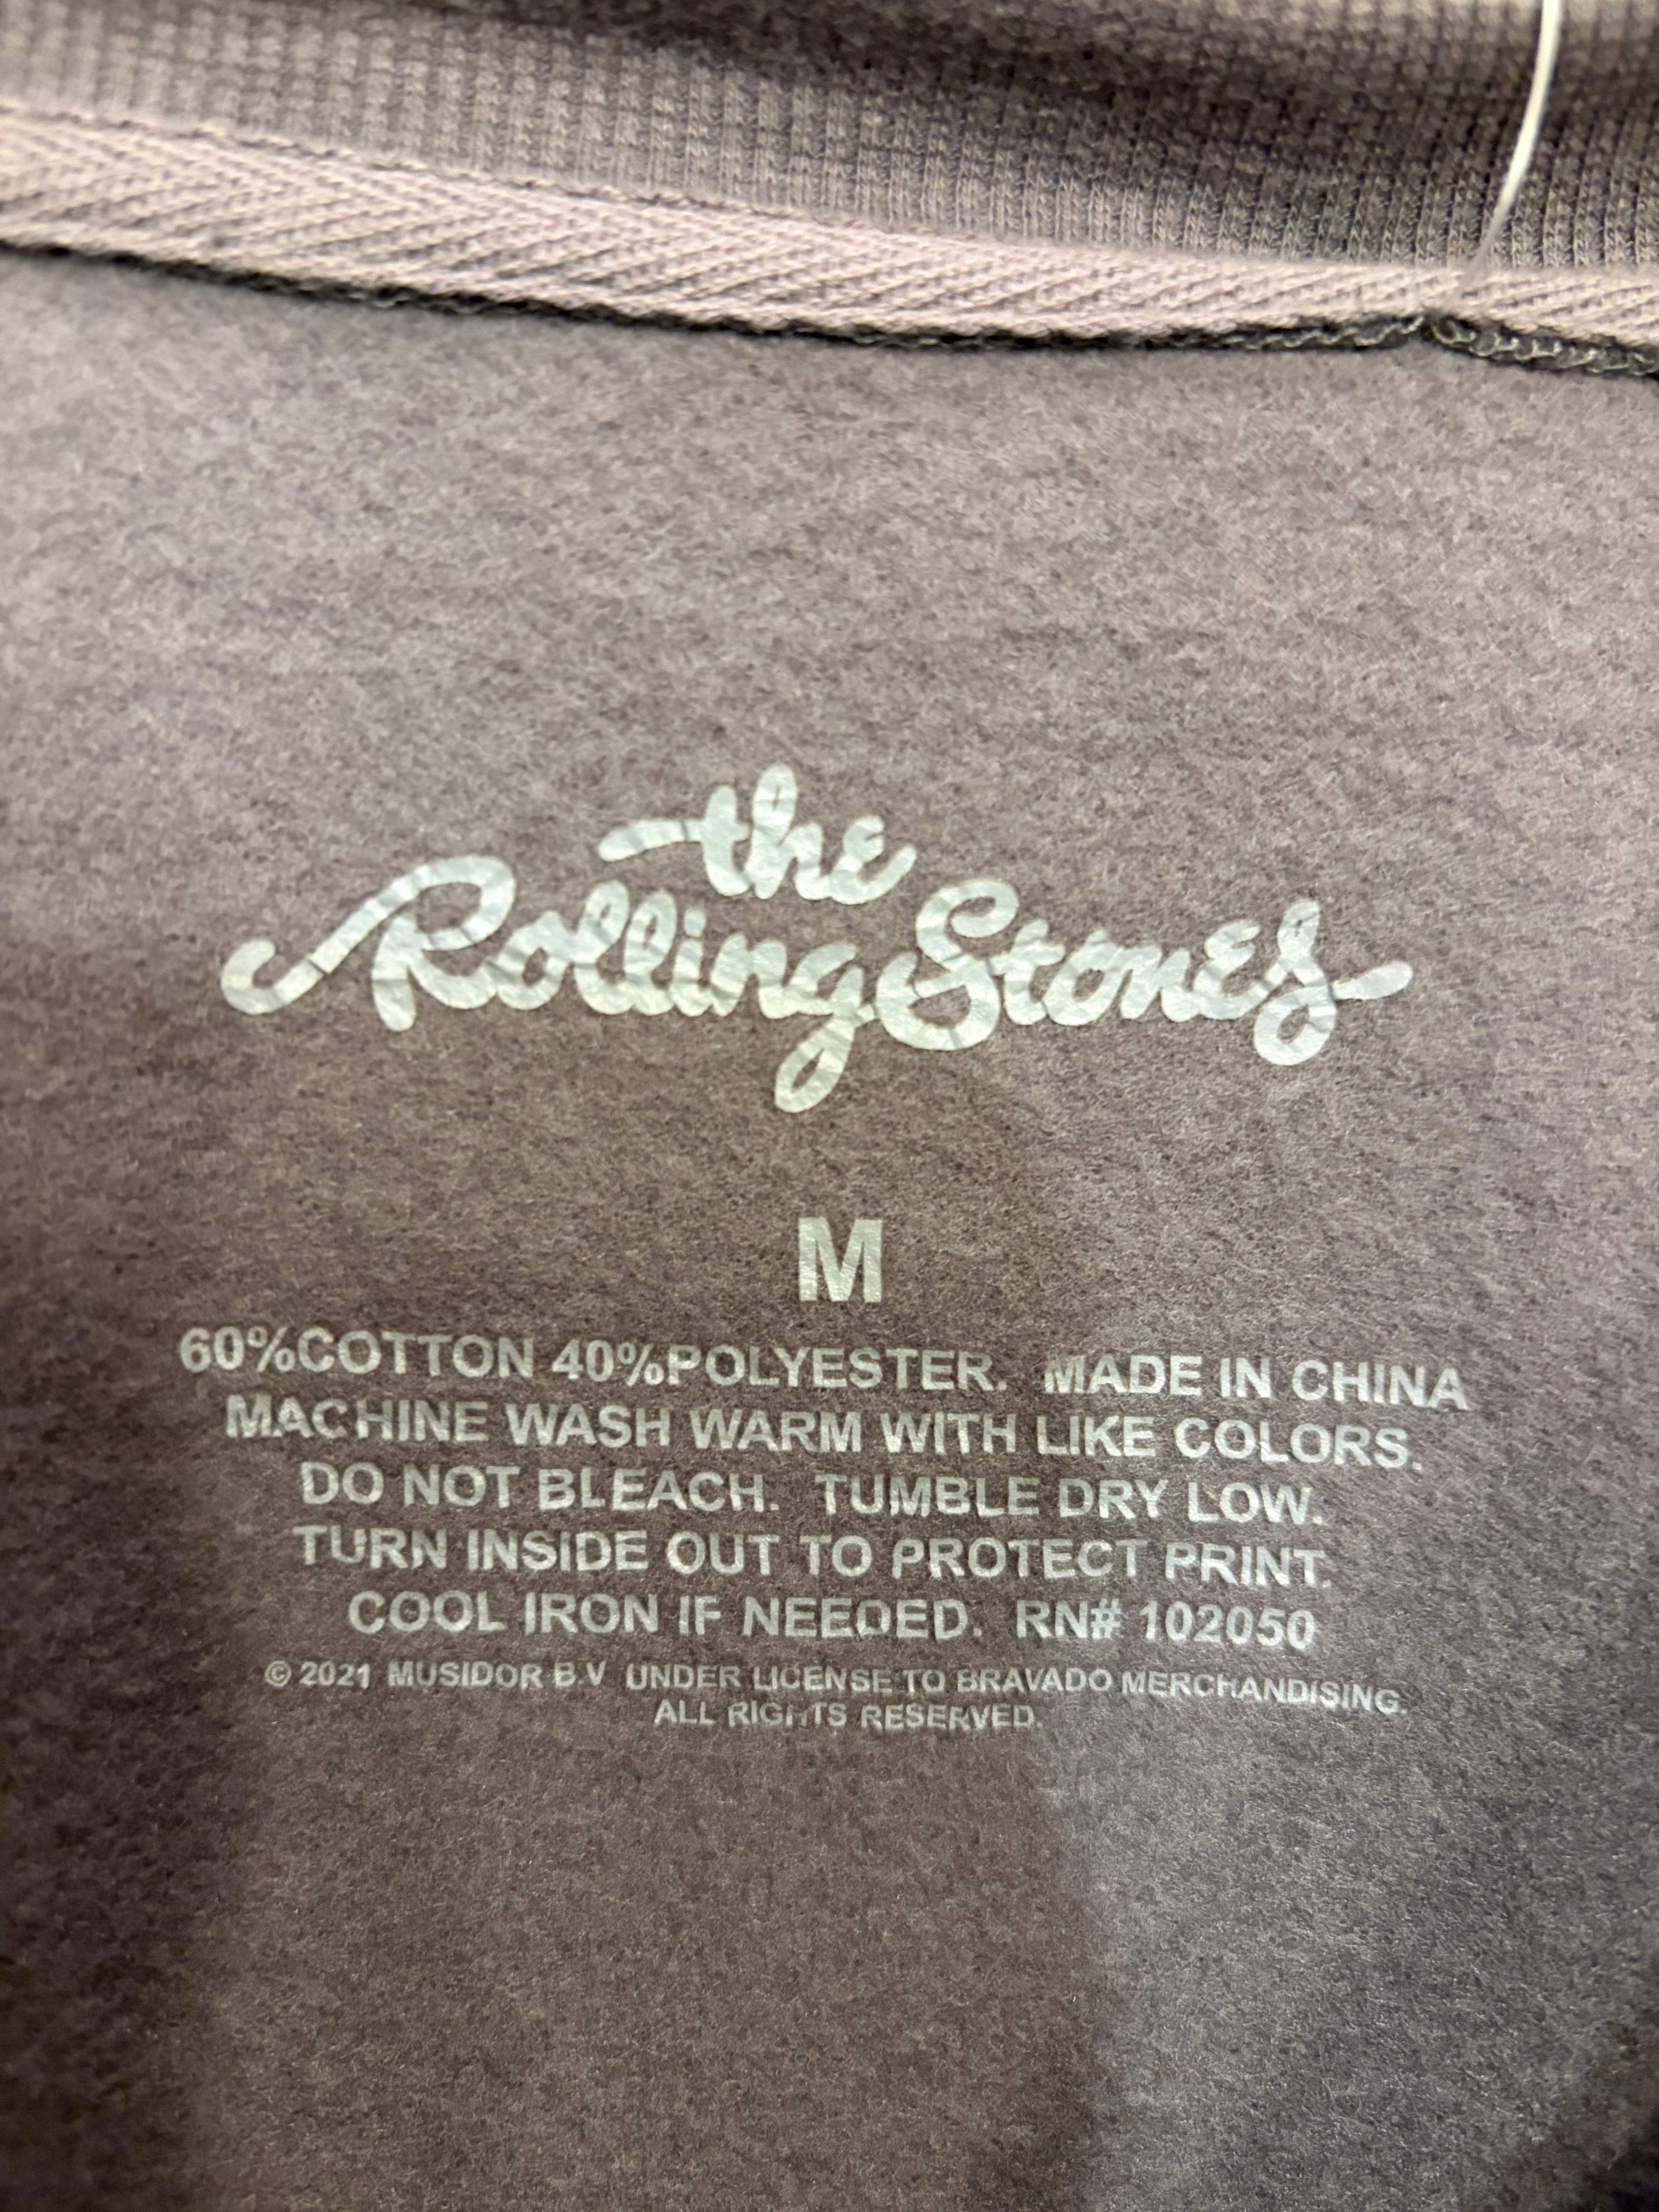 the
Rolling Stones
M
60%COTTON 40%POLYESTER. MADE IN CHINA
MACHINE WASH WARM WITH LIKE COLORS.
DO NOT BLEACH. TUMBLE DRY LOW.
TURN INSIDE OUT TO PROTECT PRINT.
COOL IRON IF NEEDED. RN# 102050
© 2021 MUSIDOR B.V UNDER LICENSE TO BRAVADO MERCHANDISING.
ALL RIGHTS RESERVED.